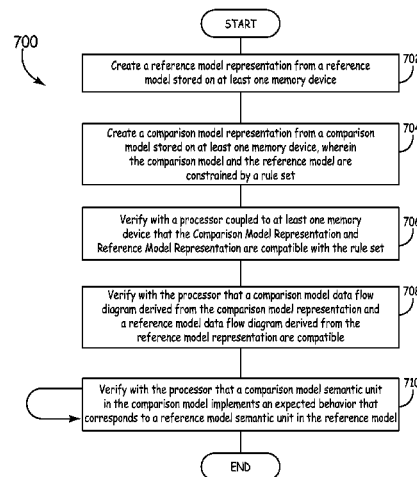 START
700
702
Create a reference model representation from a reference
model stored on at least one memory device
704
Create a comparison model representation from a comparison
model stored on at least one memory device, wherein
the comparison model and the reference model are
constrained by a rule set
706
Verify with a processor coupled to at least one memory
device that the Comparison Model Representation and
Reference Model Representation are compatible with the rule set
708
Verify with the processor that a comparison model data flow
diagram derived from the comparison model representation and
a reference model data flow diagram derived from the
reference model representation are compatible
710
Verify with the processor that a comparison model semantic unit
in the comparison model implements an expected behavior that
corresponds to a reference model semantic unit in the reference model
END